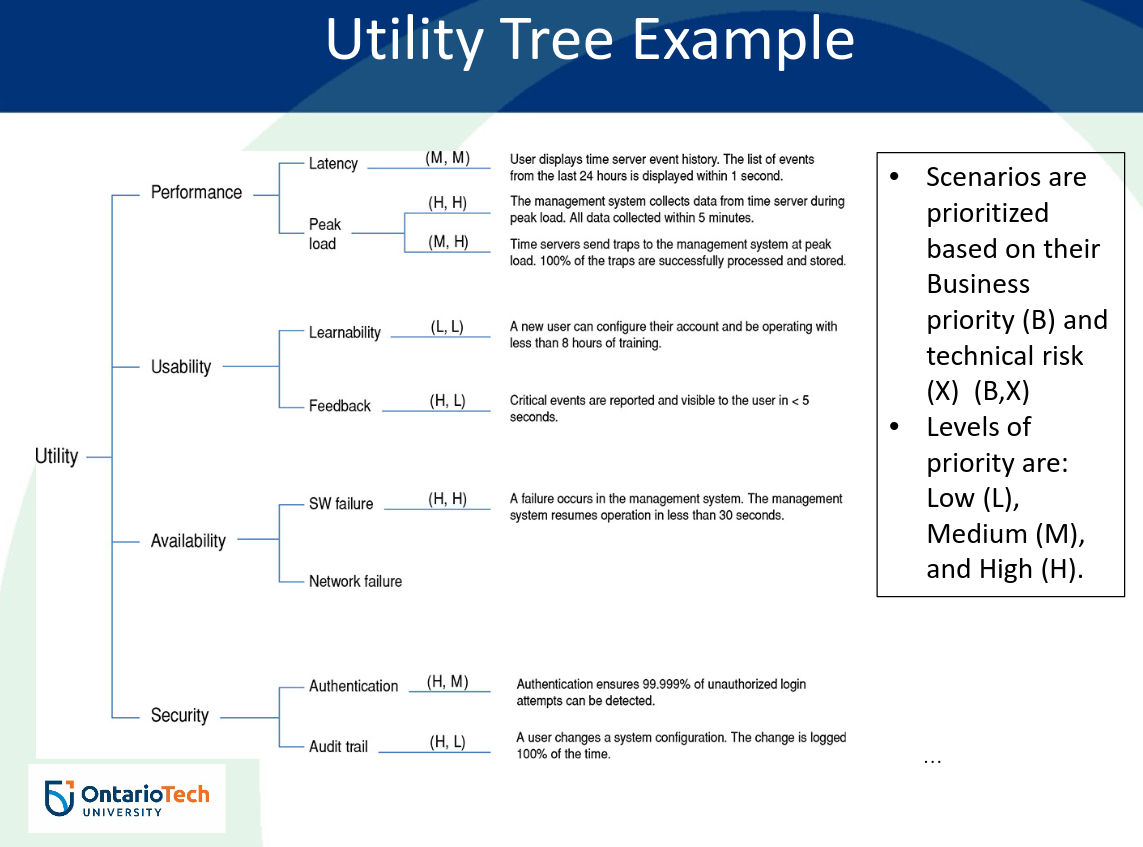 Utility Tree Example
Utility
Performance
Latency
(M, M)
User displays time server event history. The list of events
from the last 24 hours is displayed within 1 second.
Peak
load
(H, H)
The management system collects data from time server during
peak load. All data collected within 5 minutes.
(M, H)
Time servers send traps to the management system at peak
load. 100% of the traps are successfully processed and stored.
Usability
Learnability
(L, L)
A new user can configure their account and be operating with
less than 8 hours of training.
Feedback
(H, L)
Critical events are reported and visible to the user in < 5
seconds.
Availability
SW failure
(H, H)
A failure occurs in the management system. The management
system resumes operation in less than 30 seconds.
Network failure
Security
Authentication
(H, M)
Authentication ensures 99.999% of unauthorized login
attempts can be detected.
Audit trail
(H, L)
A user changes a system configuration. The change is logged
100% of the time.
• Scenarios are
prioritized
based on their
Business
priority (B) and
technical risk
(X) (B,X)
• Levels of
priority are:
Low (L),
Medium (M),
and High (H).
...
OntarioTech
UNIVERSITY